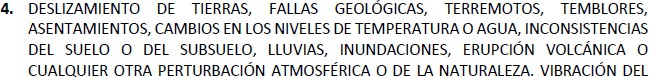 4. DESLIZAMIENTO DE TIERRAS, FALLAS GEOLÓGICAS, TERREMOTOS, TEMBLORES,
ASENTAMIENTOS, CAMBIOS EN LOS NIVELES DE TEMPERATURA O AGUA, INCONSISTENCIAS
DEL SUELO O DEL SUBSUELO, LLUVIAS, INUNDACIONES, ERUPCIÓN VOLCÁNICA O
CUALQUIER OTRA PERTURBACIÓN ATMOSFÉRICA O DE LA NATURALEZA. VIBRACIÓN DEL